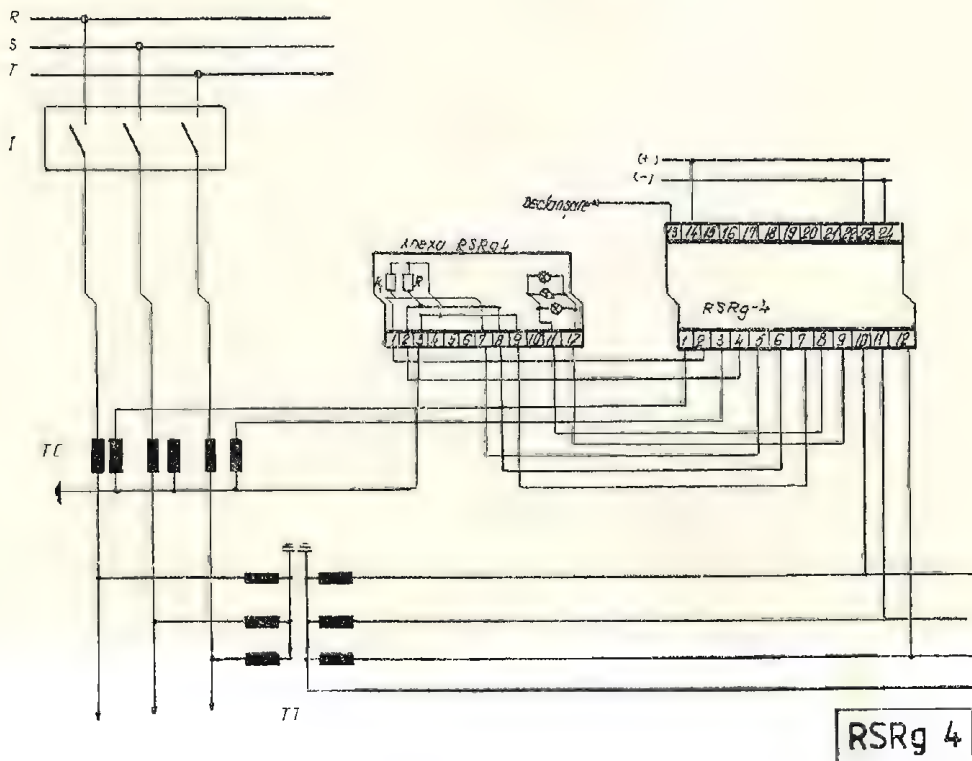 R
S
T
I
(+)
(-)
Declanşare
13 14 15 16 17 18 19 20 21 22 23 24
Anexa RSRg4
R
RSRg-4
1 2 3 4 5 6 7 8 9 10 11 12
1 2 3 4 5 6 7 8 9 10 11 12
TC
TT
RSRg 4